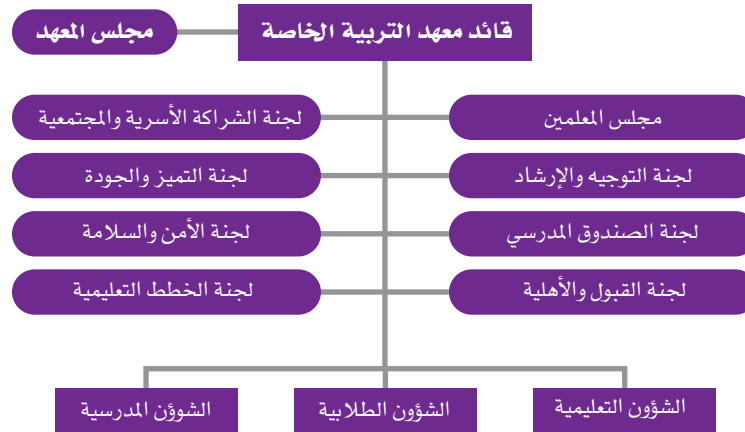 قائد معهد التربية الخاصة
مجلس المعهد
مجلس المعلمين
لجنة الشراكة الأسرية والمجتمعية
لجنة التوجيه والإرشاد
لجنة التميز والجودة
لجنة الصندوق المدرسي
لجنة الأمن والسلامة
لجنة القبول والأهلية
لجنة الخطط التعليمية
الشؤون التعليمية
الشؤون الطلابية
الشوؤن المدرسية